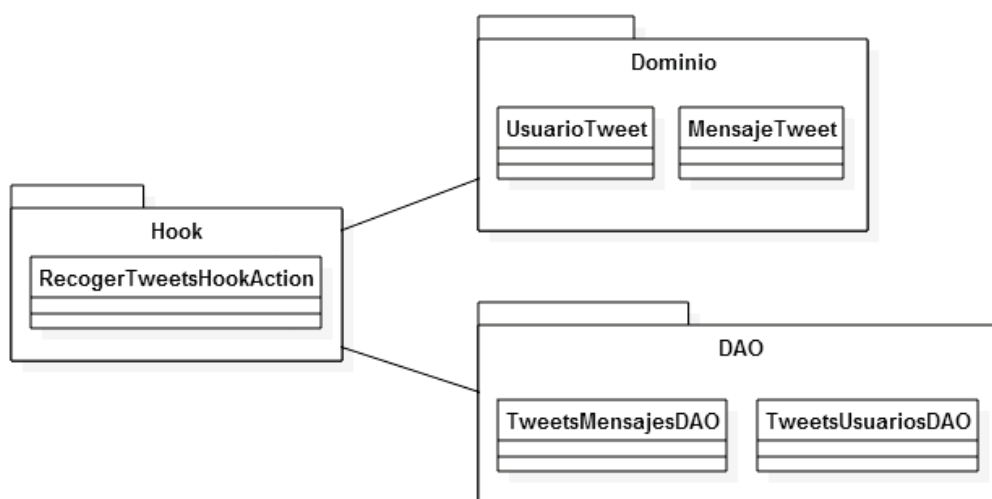 Dominio
UsuarioTweet
MensajeTweet
Hook
RecogerTweetsHookAction
DAO
TweetsMensajesDAO
TweetsUsuariosDAO